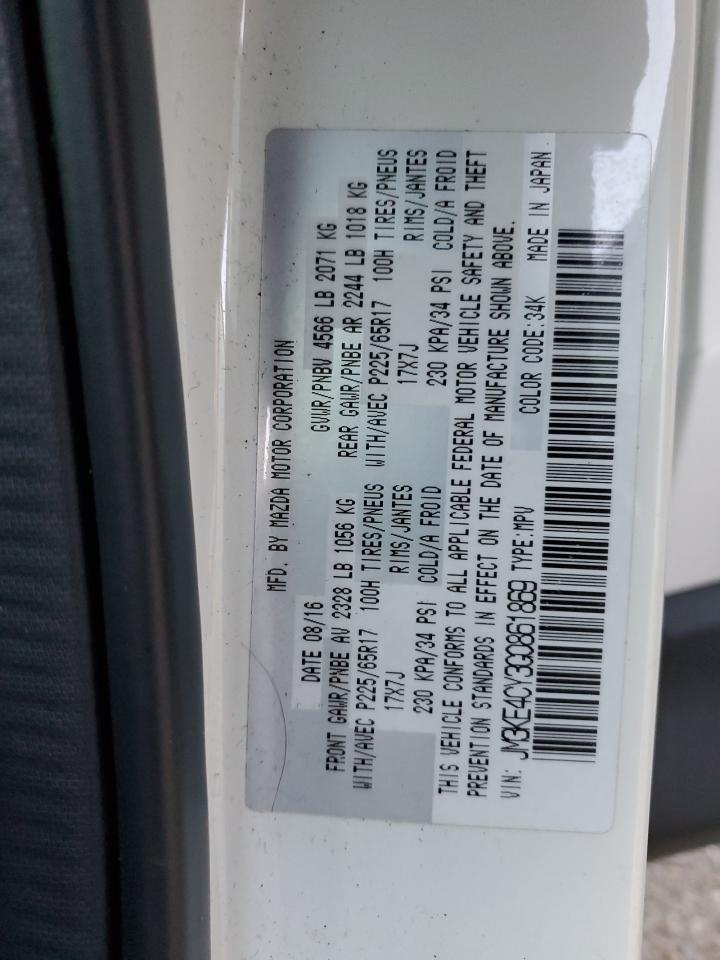 MFD. BY MAZDA MOTOR CORPORATION
DATE 08/16 GVWR/PNBV 4566 LB 2071 KG
FRONT GAWR/PNBE AV 2328 LB 1056 KG REAR GAWR/PNBE AR 2244 LB 1018 KG
WITH/AVEC P225/65R17 100H TIRES/PNEUS WITH/AVEC P225/65R17 100H TIRES/PNEUS
17X7J RIMS/JANTES 17X7J RIMS/JANTES
230 KPA/34 PSI COLD/A FROID 230 KPA/34 PSI COLD/A FROID
THIS VEHICLE CONFORMS TO ALL APPLICABLE FEDERAL MOTOR VEHICLE SAFETY AND THEFT
PREVENTION STANDARDS IN EFFECT ON THE DATE OF MANUFACTURE SHOWN ABOVE.
VIN: JM3KE4CY3G0861869 TYPE:MPV COLOR CODE:34K MADE IN JAPAN